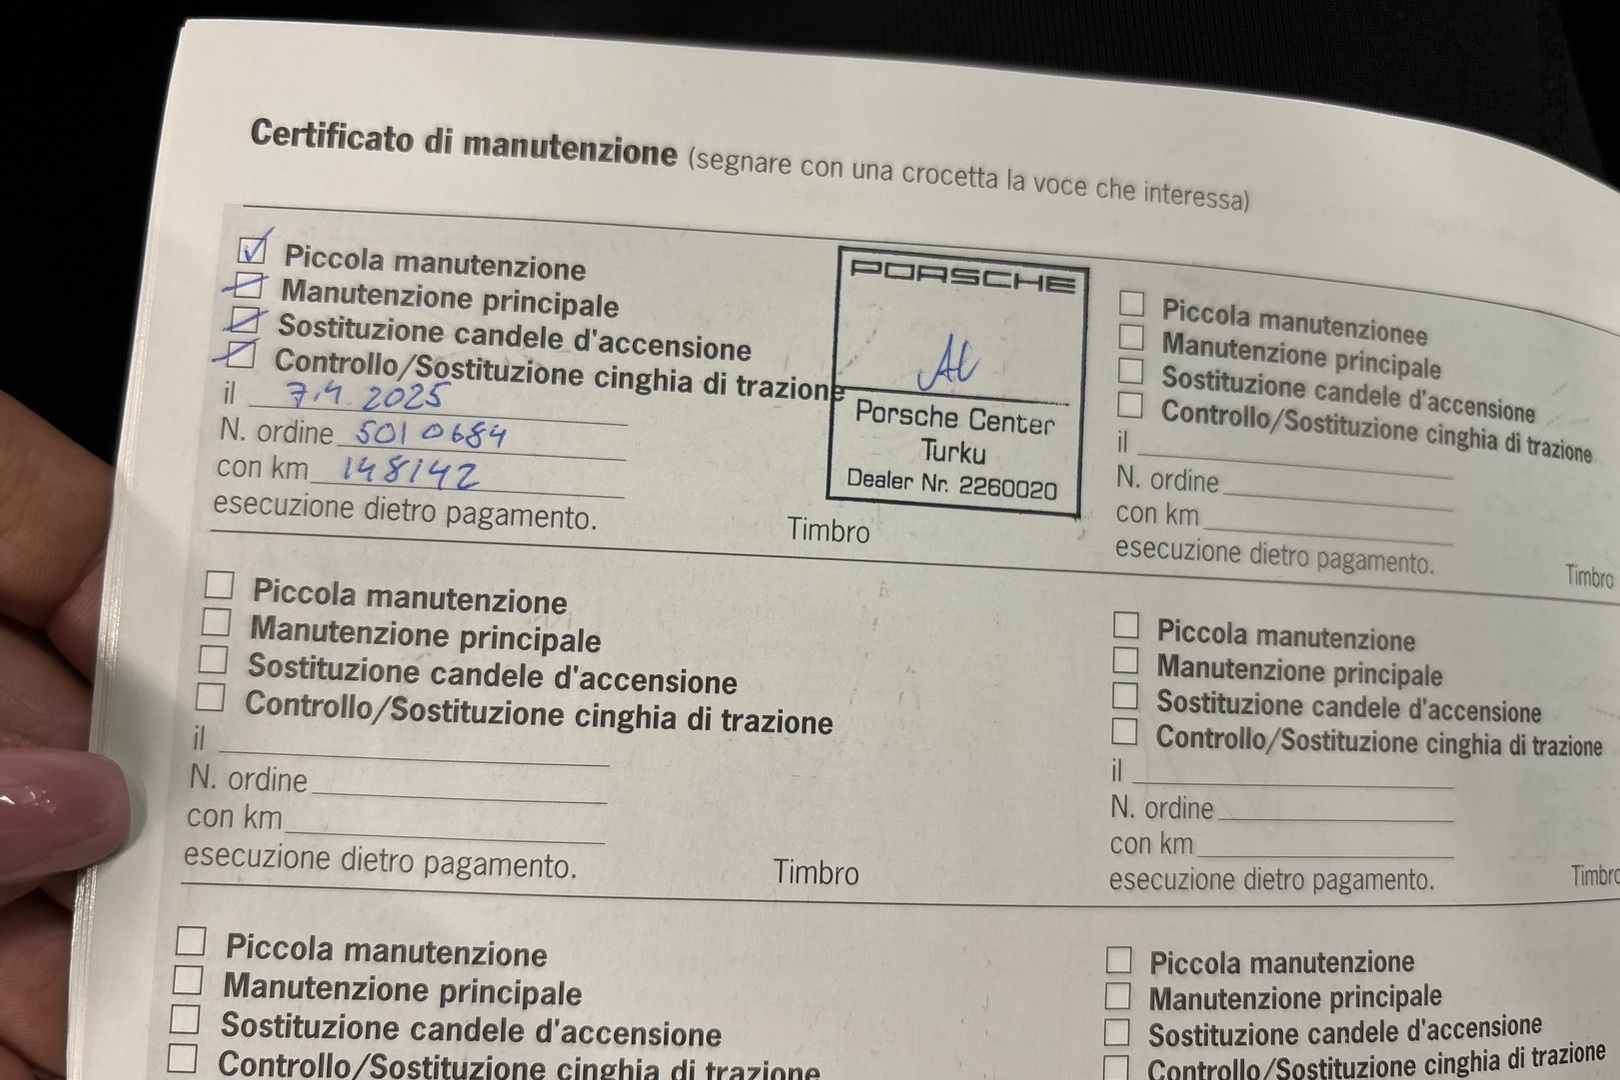 Certificato di manutenzione (segnare con una crocetta la voce che interessa)
Piccola manutenzione
Manutenzione principale
Sostituzione candele d'accensione
Controllo/Sostituzione cinghia di trazione
il 7.4.2025
N. ordine 5010684
con km 148142
esecuzione dietro pagamento.
Timbro
PORSCHE
Porsche Center
Turku
Dealer Nr. 2260020
Piccola manutenzionee
Manutenzione principale
Sostituzione candele d'accensione
Controllo/Sostituzione cinghia di trazione
il
N. ordine
con km
esecuzione dietro pagamento.
Timbro
Piccola manutenzione
Manutenzione principale
Sostituzione candele d'accensione
Controllo/Sostituzione cinghia di trazione
il
N. ordine
con km
esecuzione dietro pagamento.
Timbro
Piccola manutenzione
Manutenzione principale
Sostituzione candele d'accensione
Controllo/Sostituzione cinghia di trazione
il
N. ordine
con km
esecuzione dietro pagamento.
Timbro
Piccola manutenzione
Manutenzione principale
Sostituzione candele d'accensione
Controllo/Sostituzione cinghia di trazione
Piccola manutenzione
Manutenzione principale
Sostituzione candele d'accensione
Controllo/Sostituzione cinghia di trazione